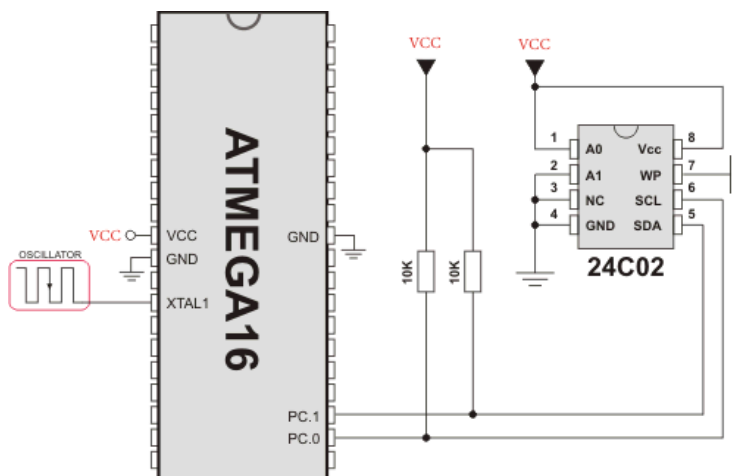 VCC
VCC
ATMEGA16
1
A0
Vcc
8
2
A1
WP
7
3
NC
SCL
6
4
GND
SDA
5
24C02
VCC
VCC
GND
GND
OSCILLATOR
XTAL1
10K
10K
PC.1
PC.0